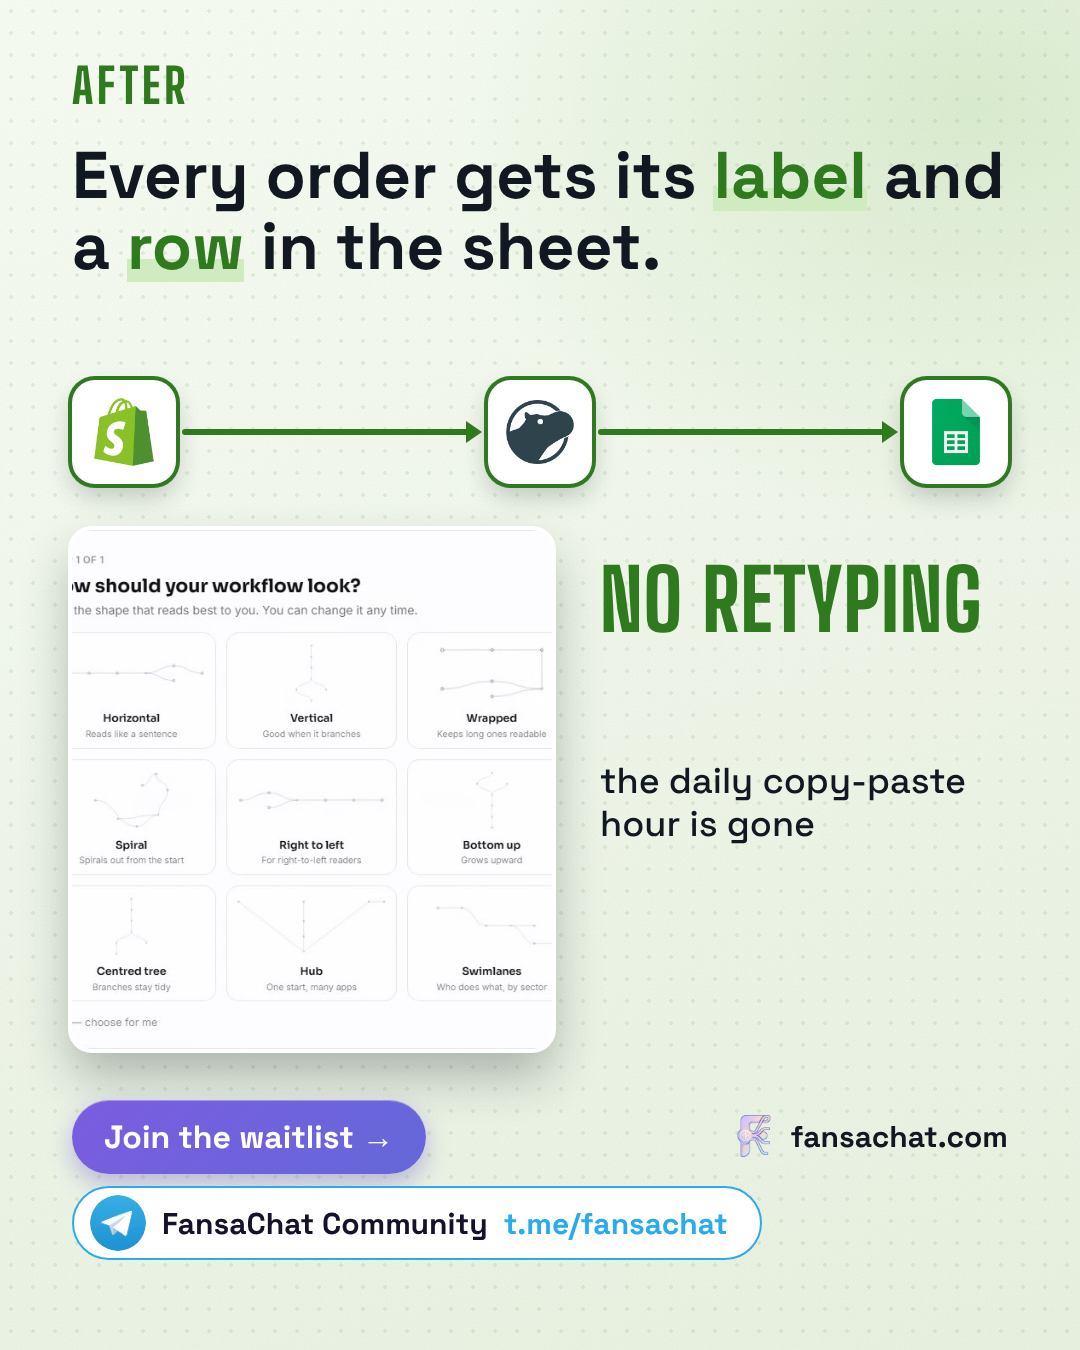 AFTER
Every order gets its label and
a row in the sheet.
S
1 OF 1
ow should your workflow look?
the shape that reads best to you. You can change it any time.
Horizontal
Reads like a sentence
Vertical
Good when it branches
Wrapped
Keeps long ones readable
Spiral
Spirals out from the start
Right to left
For right-to-left readers
Bottom up
Grows upward
Centred tree
Branches stay tidy
Hub
One start, many apps
Swimlanes
Who does what, by sector
— choose for me
NO RETYPING
the daily copy-paste
hour is gone
Join the waitlist →
fansachat.com
FansaChat Community t.me/fansachat